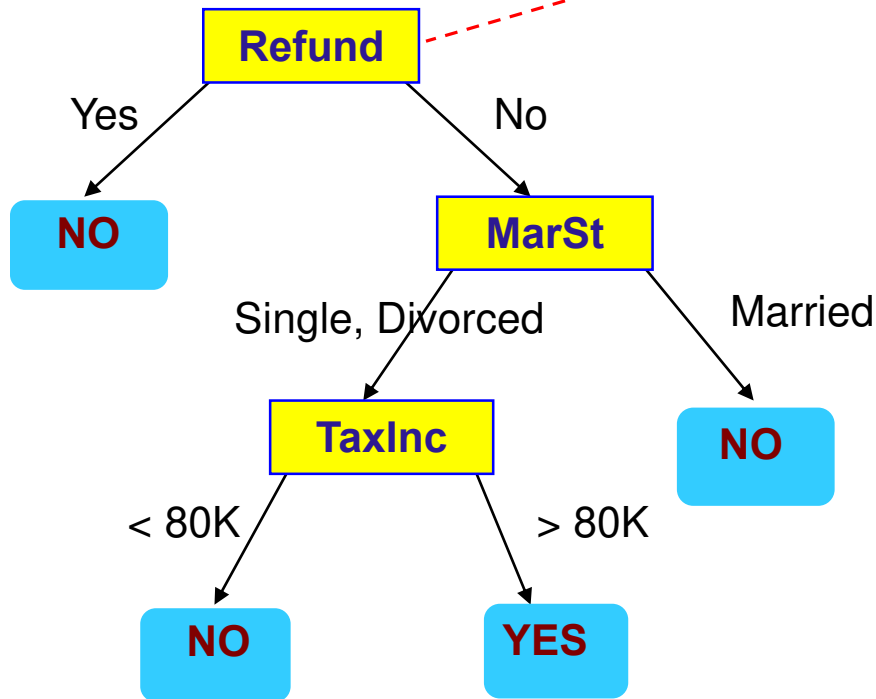 Refund
Yes
No
NO
MarSt
Single, Divorced
Married
TaxInc
NO
< 80K
> 80K
NO
YES